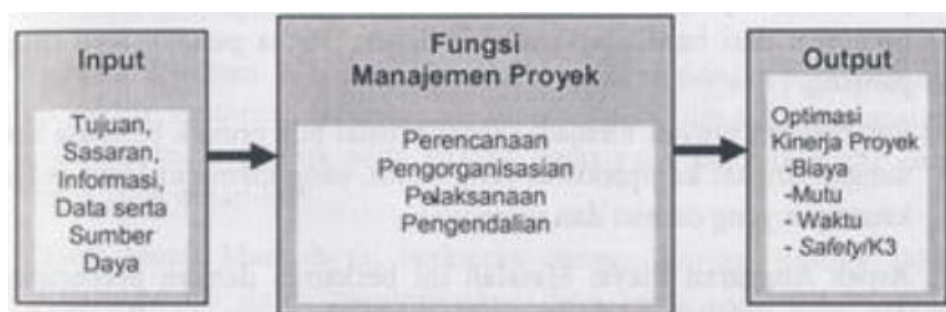 Input
Tujuan,
Sasaran,
Informasi,
Data serta
Sumber
Daya
Fungsi
Manajemen Proyek
Perencanaan
Pengorganisasian
Pelaksanaan
Pengendalian
Output
Optimasi
Kinerja Proyek
-Biaya
-Mutu
- Waktu
- Safety/K3